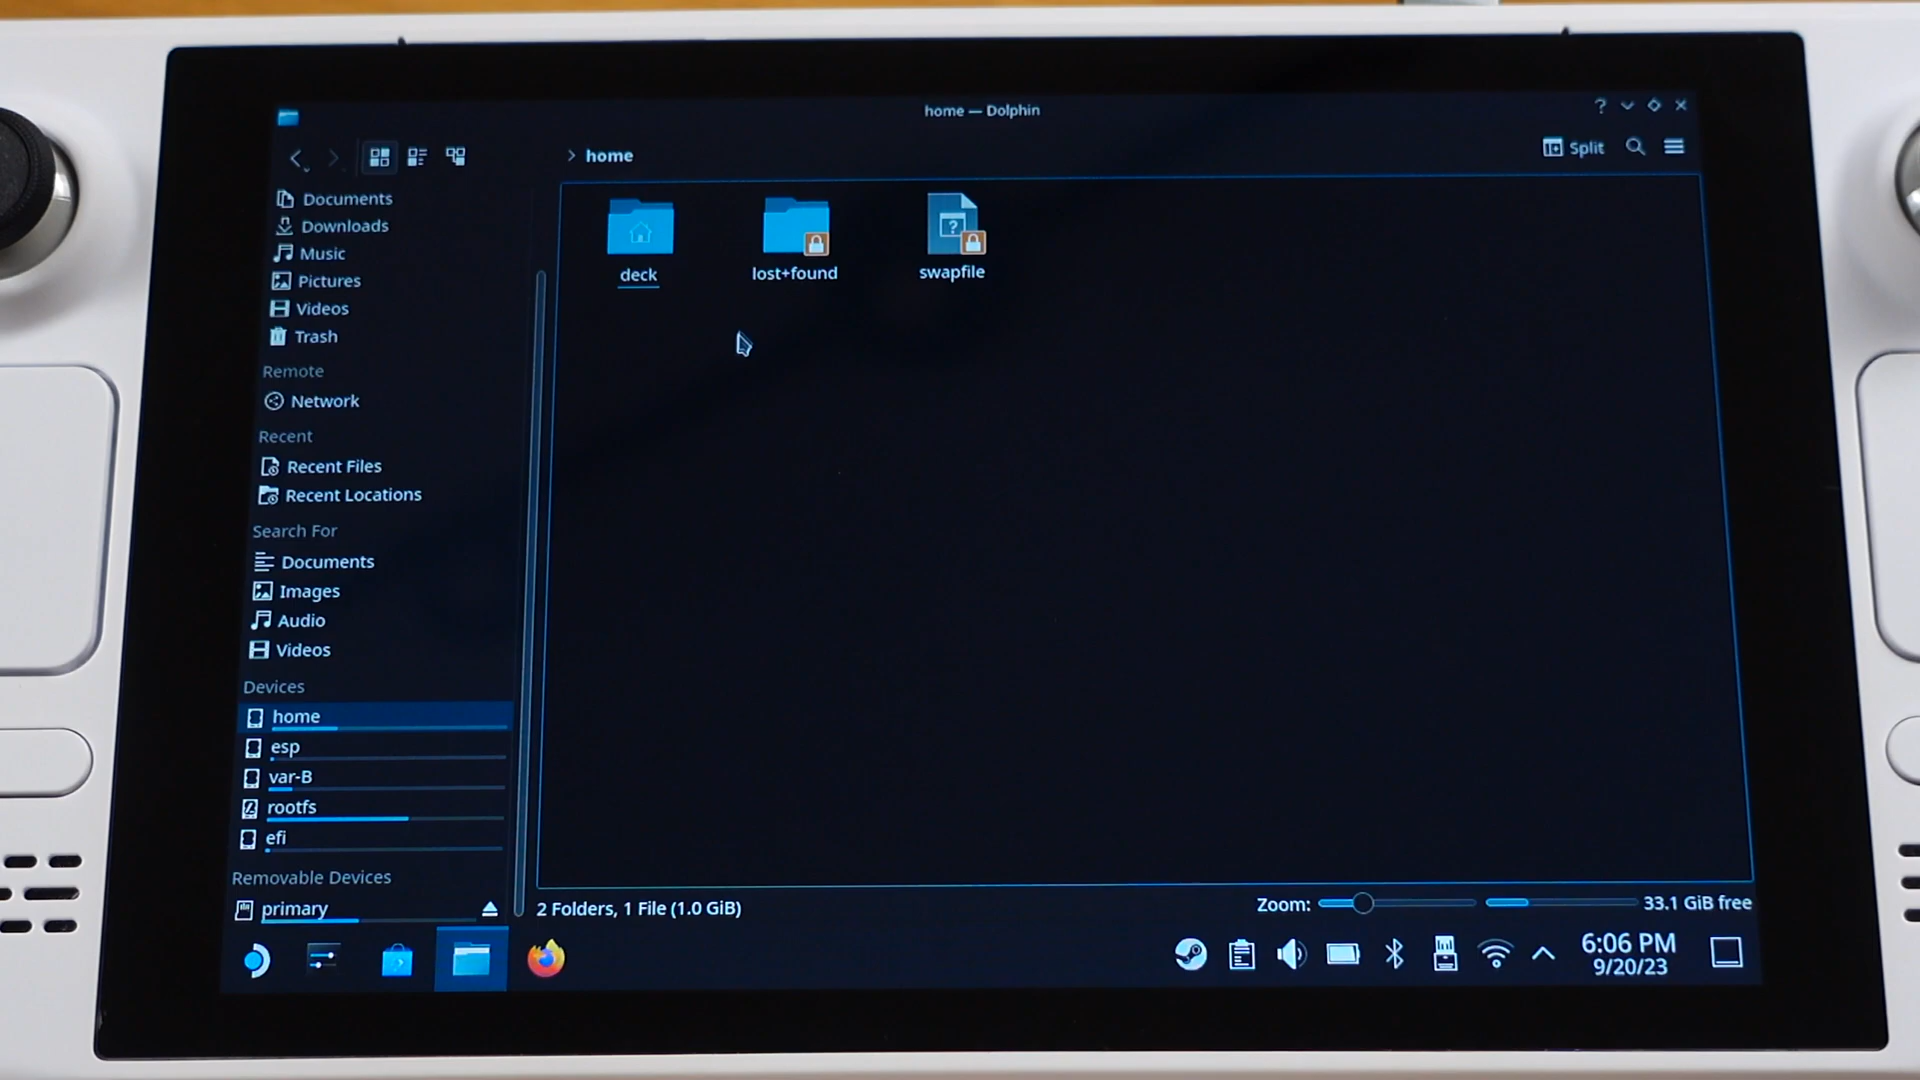 home — Dolphin
home
Split
Documents
Downloads
Music
Pictures
Videos
Trash
Remote
Network
Recent
Recent Files
Recent Locations
Search For
Documents
Images
Audio
Videos
Devices
home
esp
var-B
rootfs
efi
Removable Devices
primary
deck
lost+found
swapfile
2 Folders, 1 File (1.0 GiB)
Zoom:
33.1 GiB free
6:06 PM
9/20/23